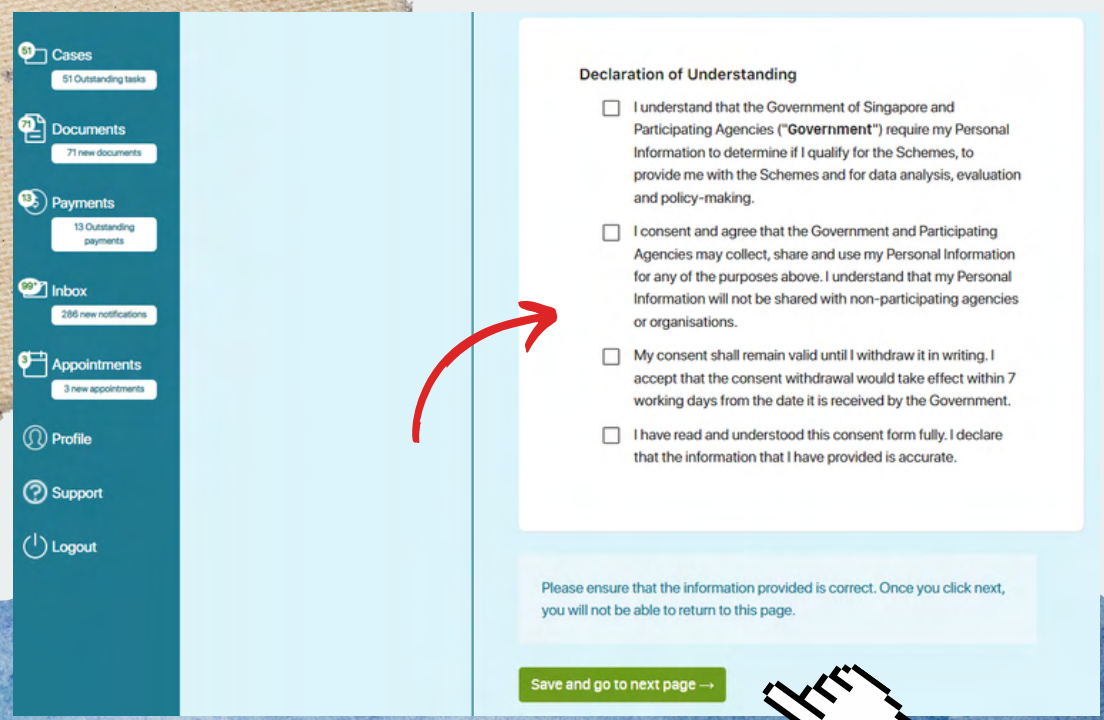 51
Cases
51 Outstanding tasks
71
Documents
71 new documents
13
$
Payments
13 Outstanding
payments
99+
Inbox
286 new notifications
3
Appointments
3 new appointments
Profile
?
Support
Logout
Declaration of Understanding
I understand that the Government of Singapore and
Participating Agencies ("Government") require my Personal
Information to determine if I qualify for the Schemes, to
provide me with the Schemes and for data analysis, evaluation
and policy-making.
I consent and agree that the Government and Participating
Agencies may collect, share and use my Personal Information
for any of the purposes above. I understand that my Personal
Information will not be shared with non-participating agencies
or organisations.
My consent shall remain valid until I withdraw it in writing. I
accept that the consent withdrawal would take effect within 7
working days from the date it is received by the Government.
I have read and understood this consent form fully. I declare
that the information that I have provided is accurate.
Please ensure that the information provided is correct. Once you click next,
you will not be able to return to this page.
Save and go to next page →